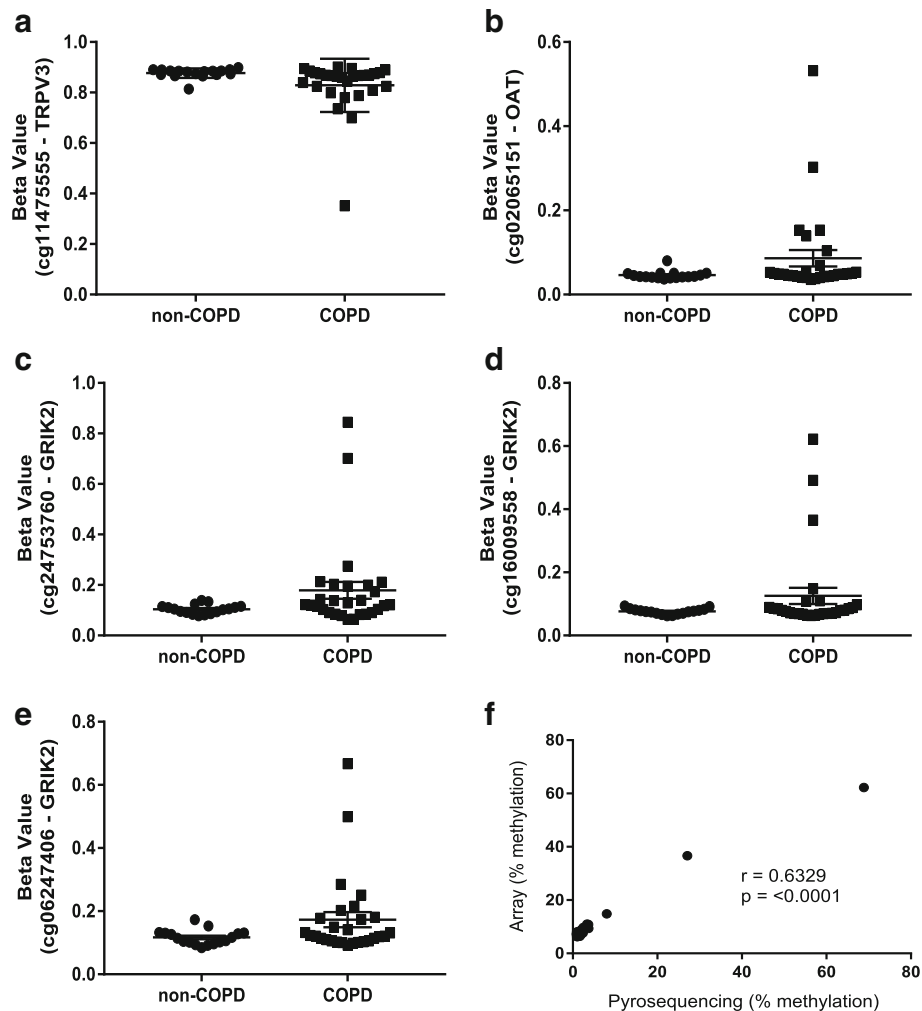 a
1.0
0.8
0.6
0.4
0.2
0.0
Beta Value
(cg11475555 - TRPV3)
non-COPD
COPD
b
0.6
0.4
0.2
0.0
Beta Value
(cg02065151 - OAT)
non-COPD
COPD
c
1.0
0.8
0.6
0.4
0.2
0.0
Beta Value
(cg24753760 - GRIK2)
non-COPD
COPD
d
0.8
0.6
0.4
0.2
0.0
Beta Value
(cg16009558 - GRIK2)
non-COPD
COPD
e
0.8
0.6
0.4
0.2
0.0
Beta Value
(cg06247406 - GRIK2)
non-COPD
COPD
f
80
60
40
20
0
Array (% methylation)
r = 0.6329
p = <0.0001
0
20
40
60
80
Pyrosequencing (% methylation)